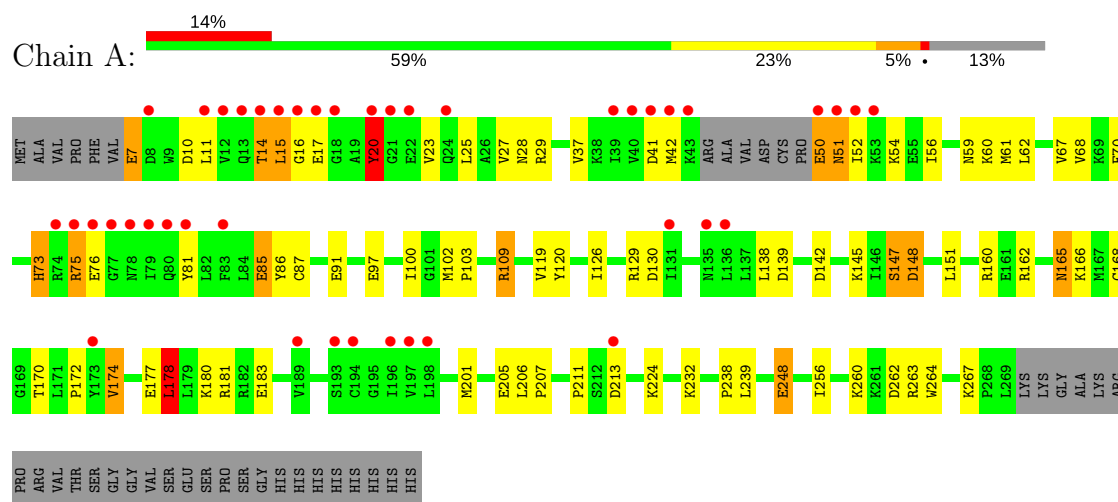 14%
Chain A:
59% 23% 5% • 13%
MET ALA VAL PRO PHE VAL E7 D8 W9 D10 L11 V12 Q13 T14 L15 G16 E17 G18 A19 Y20 G21 E22 V23 Q24 L25 A26 V27 N28 R29 V37 K38 I39 V40 D41 M42 K43 ARG ALA VAL ASP CYS PRO E50 N51 I52 K53 K54 E55 I56 N59 K60 M61 L62 V67 V68 K69 F70
H73 R74 R75 E76 G77 N78 I79 Q80 Y81 L82 F83 L84 E85 Y86 C87 E91 E97 I100 G101 M102 P103 R109 V119 Y120 I126 R129 D130 I131 N135 L136 L137 L138 D139 D142 K145 I146 S147 D148 L151 R160 E161 R162 N165 K166 M167 C168
G169 T170 L171 P172 Y173 V174 E177 L178 L179 K180 R181 R182 E183 V189 S193 C194 G195 I196 V197 L198 M201 E205 L206 P207 P211 S212 D213 K224 K232 P238 L239 E248 I256 K260 K261 D262 R263 W264 K267 P268 L269 LYS LYS GLY ALA LYS ARG
PRO ARG VAL THR SER GLY GLY VAL SER GLU SER PRO SER GLY HIS HIS HIS HIS HIS HIS HIS